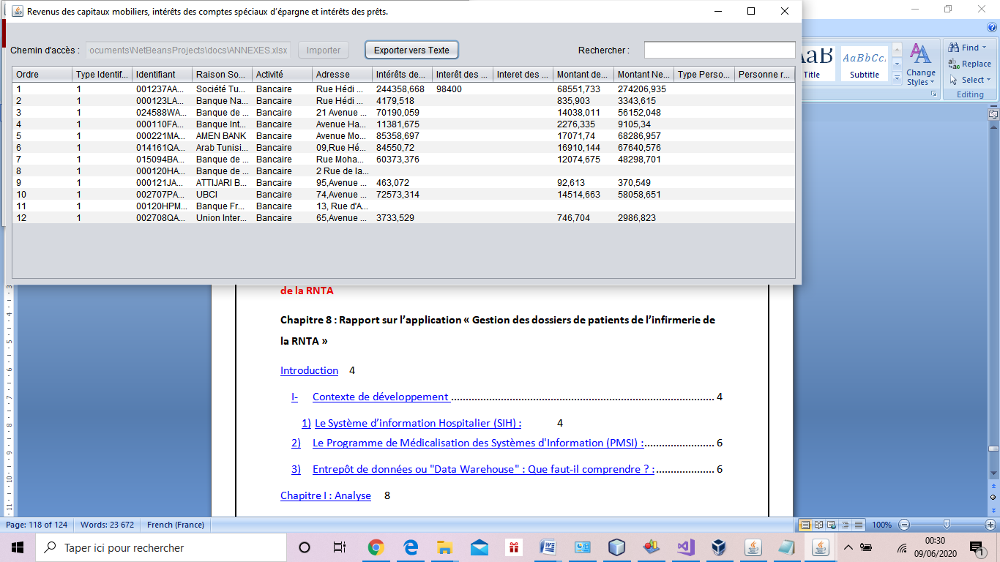 Revenus des capitaux mobiliers, intérêts des comptes spéciaux d'épargne et intérêts des prêts.
Chemin d'accès : ocuments\NetBeansProjects\docs\ANNEXES.xlsx Importer Exporter vers Texte Rechercher :
Ordre Type Identif... Identifiant Raison So... Activité Adresse Intérêts de... Interêt des ... Interet des ... Montant de... Montant Ne... Type Perso... Personne r...
1 1 001237AA... Société Tu... Bancaire Rue Hédi ... 244358,668 98400 68551,733 274206,935
2 1 000123LA... Banque Na... Bancaire Rue Hédi ... 4179,518 835,903 3343,615
3 1 024588WA... Banque de ... Bancaire 21 Avenue ... 70190,059 14038,011 56152,048
4 1 000110FA... Banque Int... Bancaire Avenue Ha... 11381,675 2276,335 9105,34
5 1 000221MA... AMEN BANK Bancaire Avenue Mo... 85358,697 17071,74 68286,957
6 1 014161QA... Arab Tunisi... Bancaire 09,Rue Hé... 84550,72 16910,144 67640,576
7 1 015094BA... Banque de ... Bancaire Rue Moha... 60373,376 12074,675 48298,701
8 1 000120HA... Banque de ... Bancaire 2 Rue de la...
9 1 000121JA... ATTIJARI B... Bancaire 95,Avenue ... 463,072 92,613 370,549
10 1 002707PA... UBCI Bancaire 74,Avenue ... 72573,314 14514,663 58058,651
11 1 00120HPM... Banque Fr... Bancaire 13, Rue d'A...
12 1 002708QA... Union Inter... Bancaire 65,Avenue ... 3733,529 746,704 2986,823
AaB AaBbCc.
Title Subtitle Change Styles
Find
Replace
Select
Editing
de la RNTA
Chapitre 8 : Rapport sur l'application « Gestion des dossiers de patients de l'infirmerie de
la RNTA »
Introduction 4
I- Contexte de développement 4
1) Le Système d'information Hospitalier (SIH) : 4
2) Le Programme de Médicalisation des Systèmes d'Information (PMSI) : 6
3) Entrepôt de données ou "Data Warehouse" : Que faut-il comprendre ? : 6
Chapitre I : Analyse 8
Page: 118 of 124 Words: 23 672 French (France) 100%
Taper ici pour rechercher
00:30
09/06/2020
1